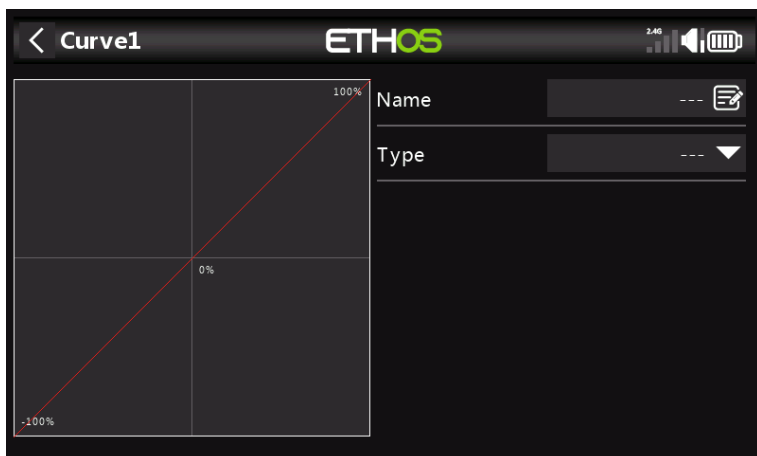 Curve1
ETHOS
2.4G
100%
0%
-100%
Name
---
Type
---